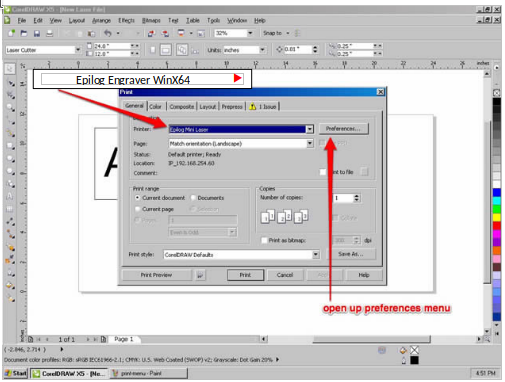 CorelDRAW X5 - [New Laser File]
File Edit View Layout Arrange Effects Bitmaps Text Table Tools Window Help
32% Snap to
Laser Cutter 24.0" 12.0" Units: inches 0.01" 0.25" 0.25"
inches
Epilog Engraver WinX64
Print
General Color Composite Layout Prepress 1 Issue
Printer: Epilog Mini Laser Preferences...
Page: Match orientation (Landscape)
Status: Default printer; Ready
Location: IP_192.168.254.60
Comment: Print to file
Print range Copies
Current document Documents Number of copies: 1
Current page Selection
Pages: 1 Collate
Even & Odd Print as bitmap: 300 dpi
Print style: CorelDRAW Defaults Save As...
Print Preview Print Cancel Apply Help
open up preferences menu
1 of 1 Page 1
(-2.846, 2.714)
Document color profiles: RGB: sRGB IEC61966-2.1; CMYK: U.S. Web Coated (SWOP) v2; Grayscale: Dot Gain 20%
Start CorelDRAW X5 - [Ne... print-menu - Paint 4:51 PM